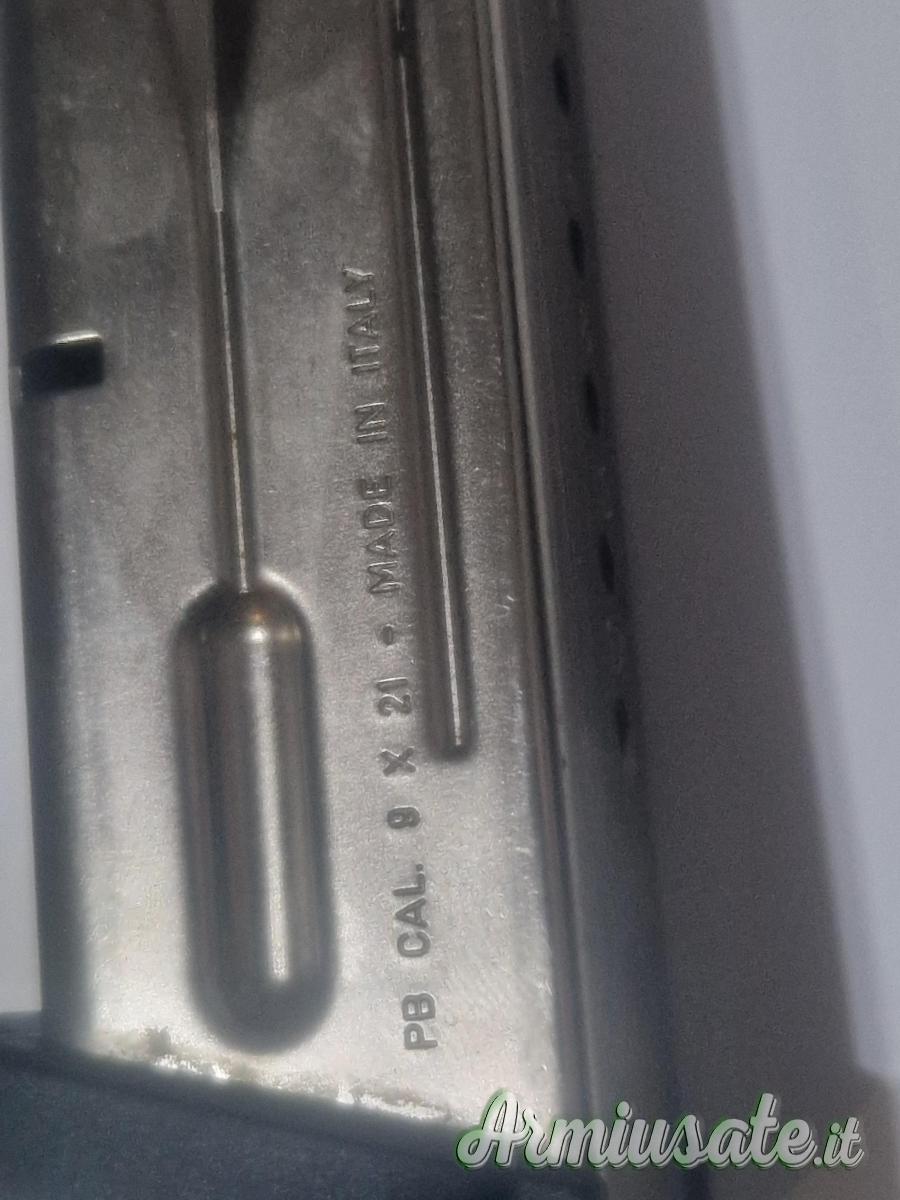 PB CAL. 9 X 21 - MADE IN ITALY
Armiusate.it